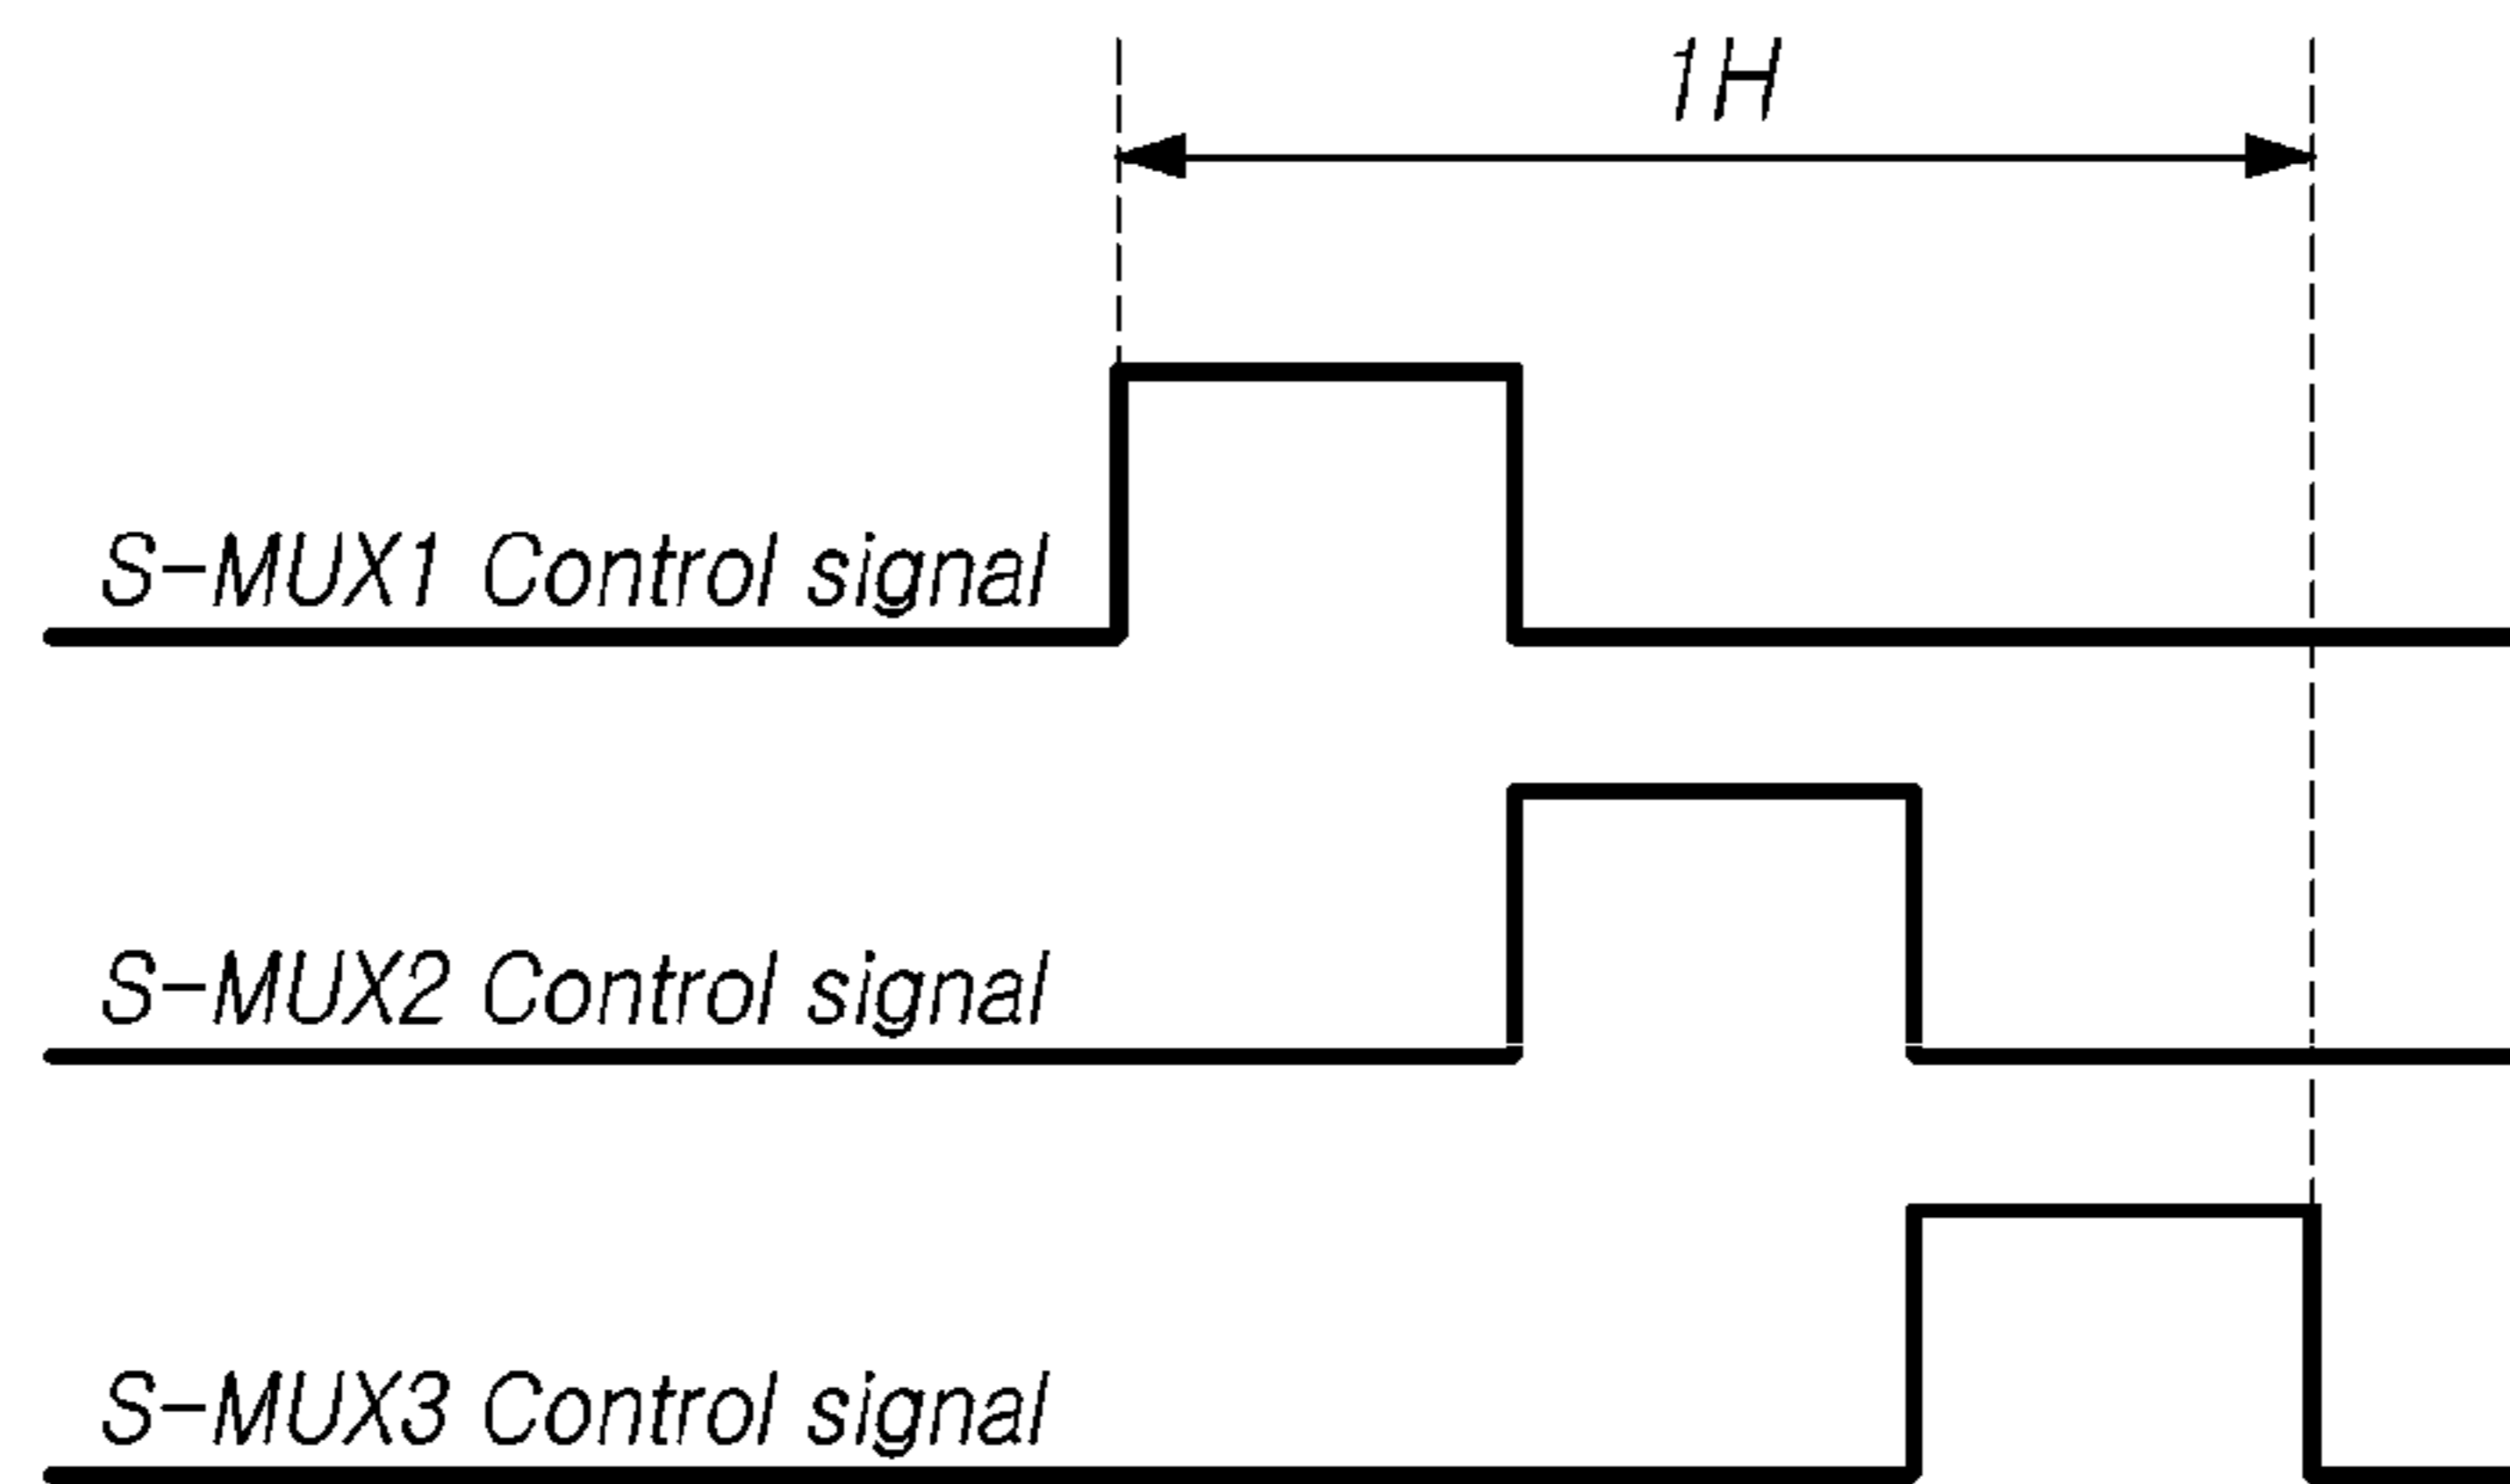 1H
S-MUX1 Control signal
S-MUX2 Control signal
S-MUX3 Control signal